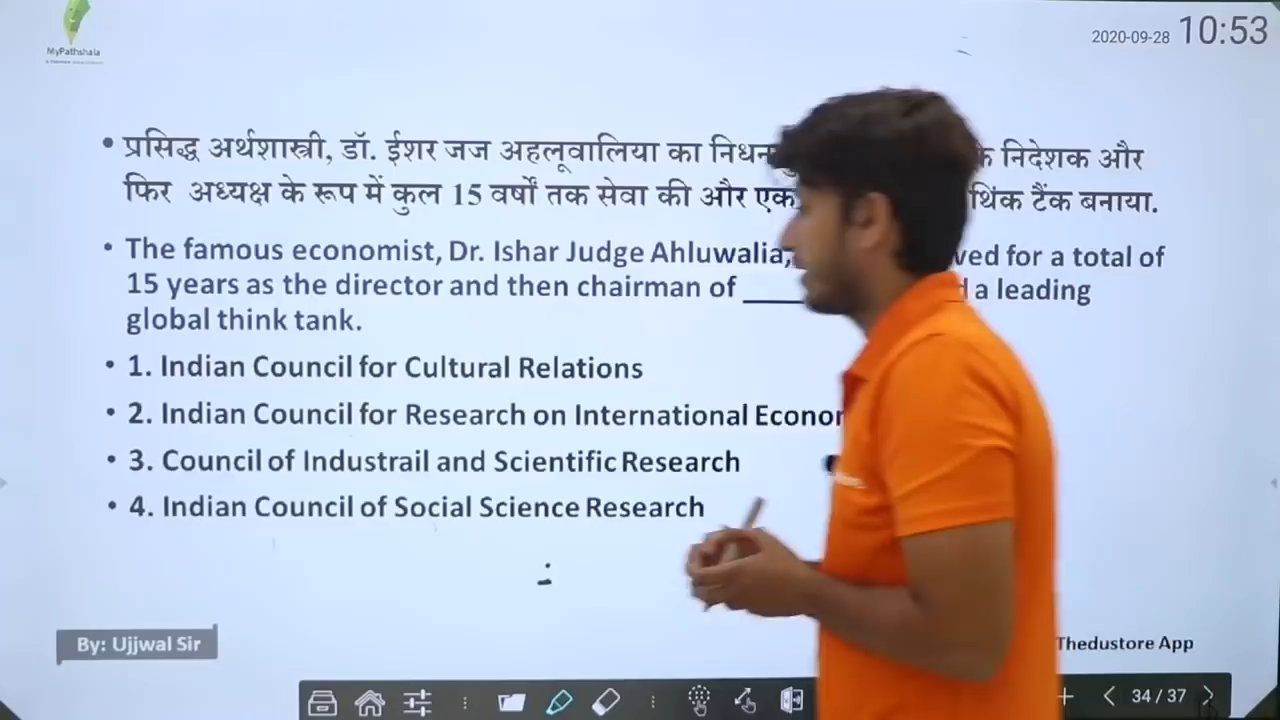 MyPathshala
2020-09-28 10:53
• प्रसिद्ध अर्थशास्त्री, डॉ. ईशर जज अहलूवालिया का निधन के निदेशक और
फिर अध्यक्ष के रूप में कुल 15 वर्षों तक सेवा की और एक थिंक टैंक बनाया.
• The famous economist, Dr. Ishar Judge Ahluwalia, for a total of
15 years as the director and then chairman of ____ a leading
global think tank.
• 1. Indian Council for Cultural Relations
• 2. Indian Council for Research on International
• 3. Council of Industrail and Scientific Research
• 4. Indian Council of Social Science Research
By: Ujjwal Sir
Thedustore App
34 / 37